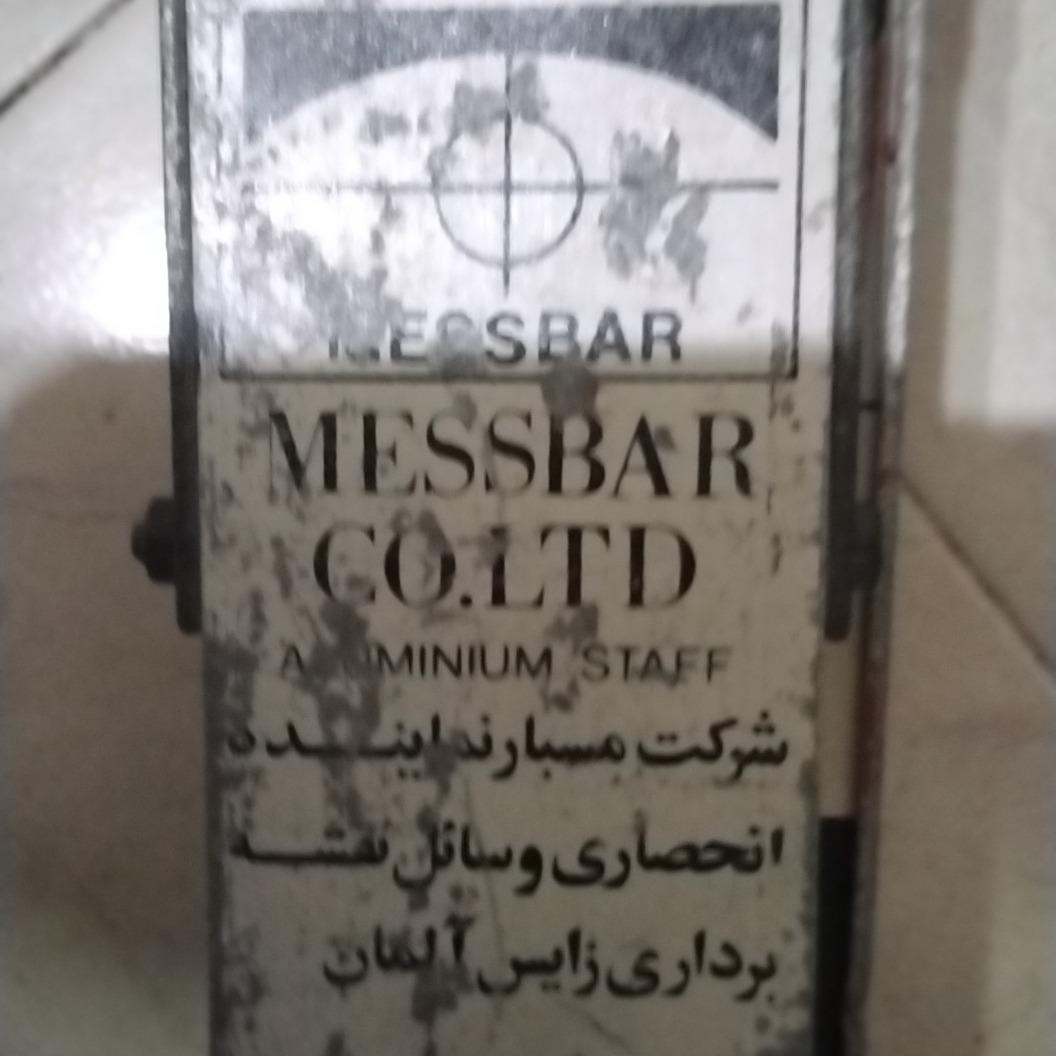 MESSBAR
MESSBAR
CO.LTD
ALUMINIUM STAFF
شرکت مسبار نماینده
انحصاری وسائل نقشه
برداری زایس آلمان